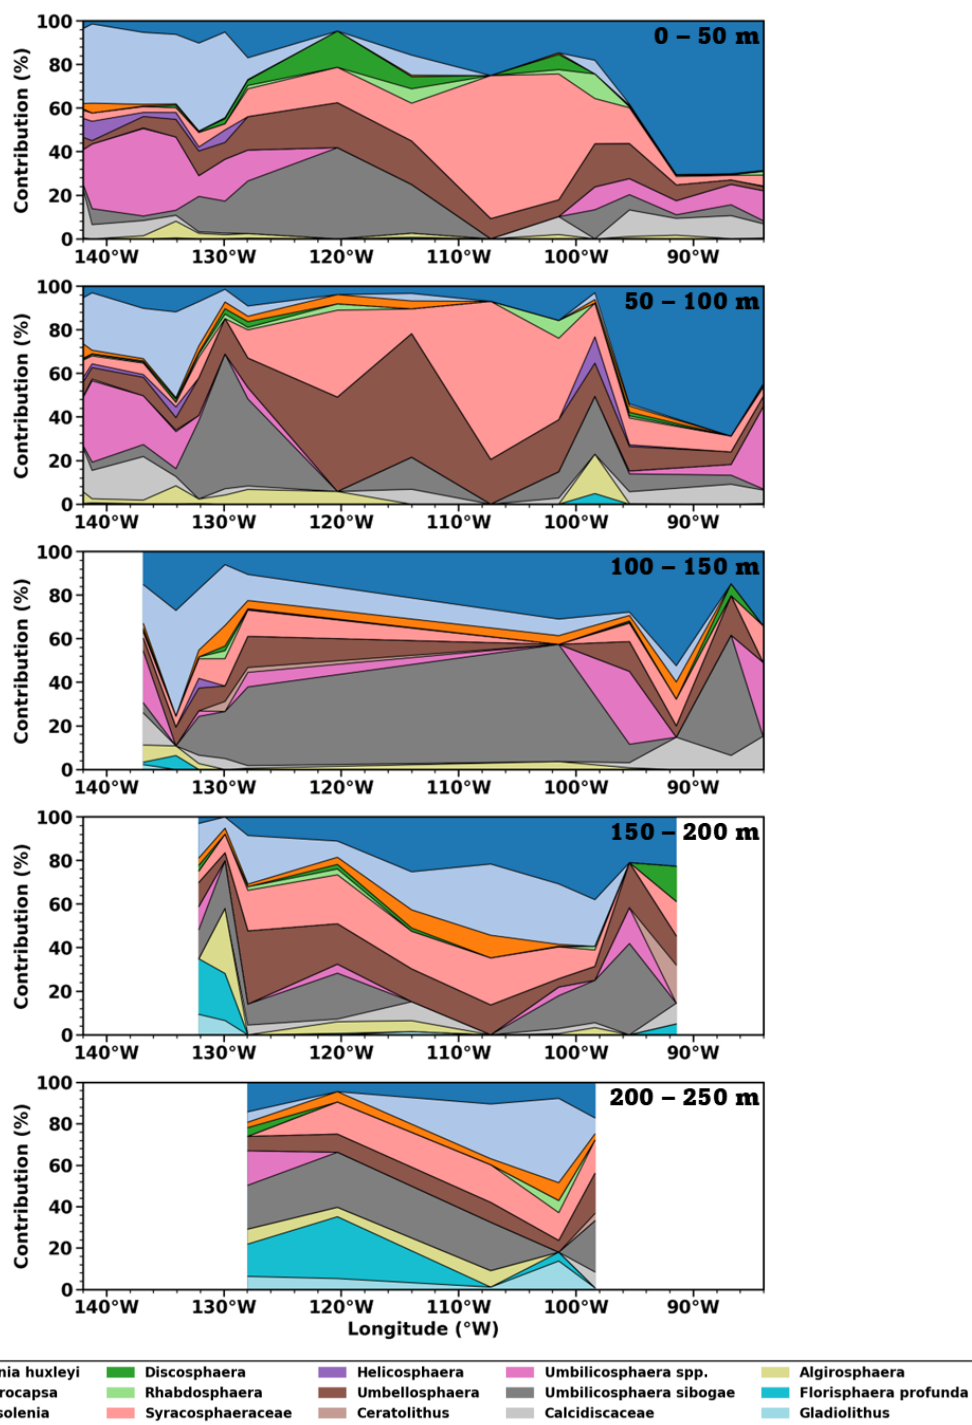 100
0 – 50 m
80
60
40
20
0
Contribution (%)
140°W 130°W 120°W 110°W 100°W 90°W
100
50 – 100 m
80
60
40
20
0
Contribution (%)
140°W 130°W 120°W 110°W 100°W 90°W
100
100 – 150 m
80
60
40
20
0
Contribution (%)
140°W 130°W 120°W 110°W 100°W 90°W
100
150 – 200 m
80
60
40
20
0
Contribution (%)
140°W 130°W 120°W 110°W 100°W 90°W
100
200 – 250 m
80
60
40
20
0
Contribution (%)
140°W 130°W 120°W 110°W 100°W 90°W
Longitude (°W)
nia huxleyi Discosphaera Helicosphaera Umbilicosphaera spp. Algirosphaera
rocapsa Rhabdosphaera Umbellosphaera Umbilicosphaera sibogae Florisphaera profunda
solenia Syracosphaeraceae Ceratolithus Calcidiscaceae Gladiolithus